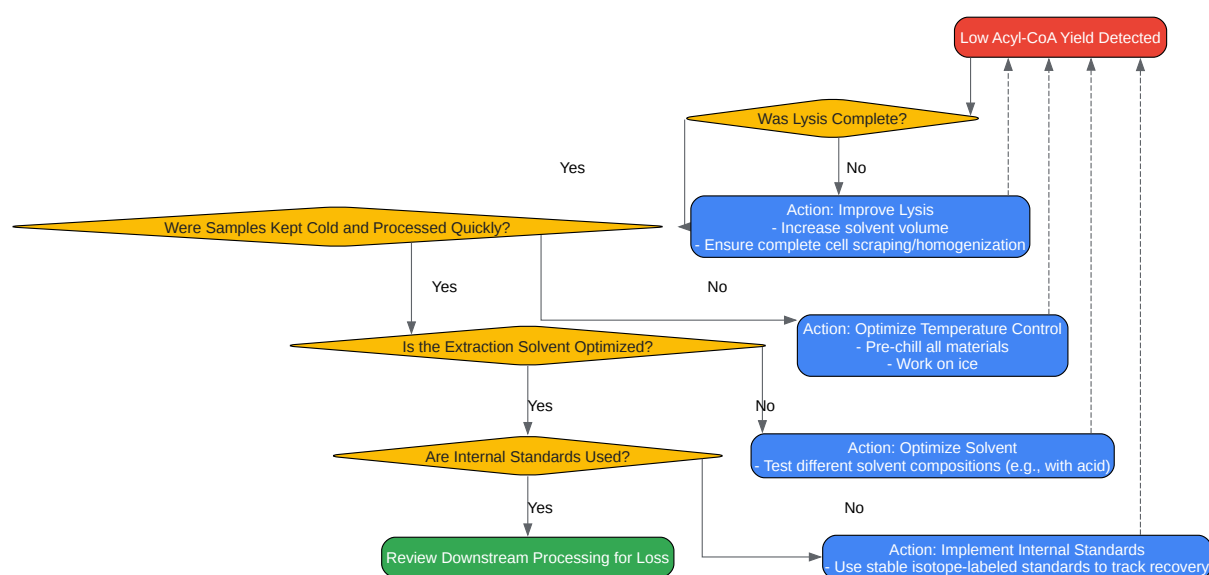 Low Acyl-CoA Yield Detected
Was Lysis Complete?
Yes
No
Action: Improve Lysis
- Increase solvent volume
- Ensure complete cell scraping/homogenization
Were Samples Kept Cold and Processed Quickly?
Yes
No
Action: Optimize Temperature Control
- Pre-chill all materials
- Work on ice
Is the Extraction Solvent Optimized?
Yes
No
Action: Optimize Solvent
- Test different solvent compositions (e.g., with acid)
Are Internal Standards Used?
Yes
No
Action: Implement Internal Standards
- Use stable isotope-labeled standards to track recovery
Review Downstream Processing for Loss